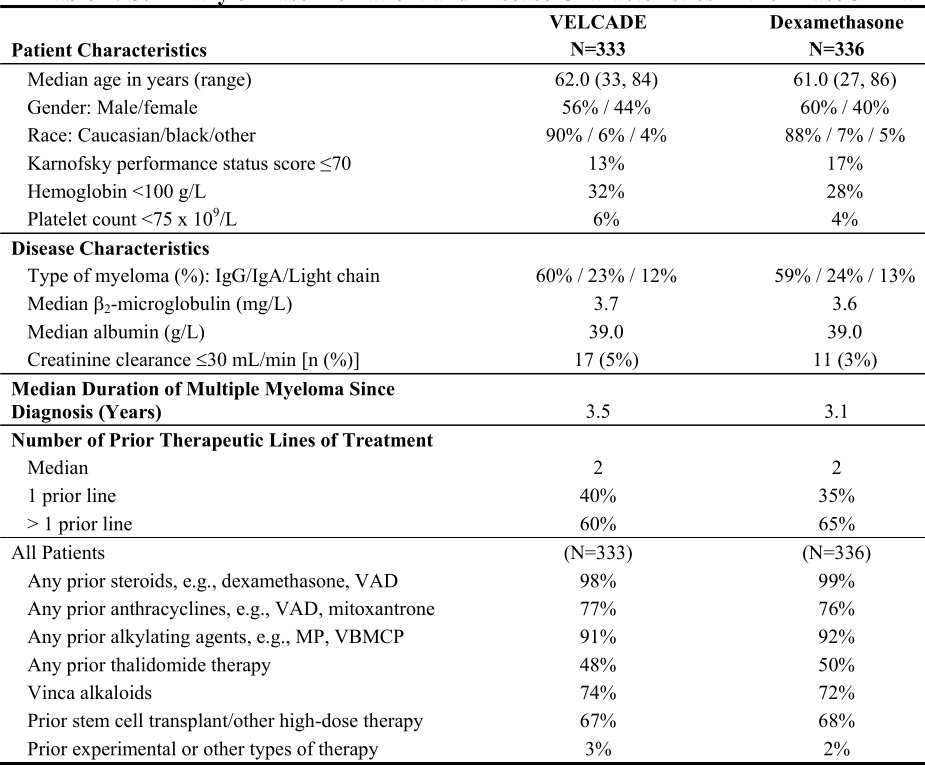 VELCADE Dexamethasone
Patient Characteristics N=333 N=336
Median age in years (range) 62.0 (33, 84) 61.0 (27, 86)
Gender: Male/female 56% / 44% 60% / 40%
Race: Caucasian/black/other 90% / 6% / 4% 88% / 7% / 5%
Karnofsky performance status score ≤70 13% 17%
Hemoglobin <100 g/L 32% 28%
Platelet count <75 x 10⁹/L 6% 4%
Disease Characteristics
Type of myeloma (%): IgG/IgA/Light chain 60% / 23% / 12% 59% / 24% / 13%
Median β₂-microglobulin (mg/L) 3.7 3.6
Median albumin (g/L) 39.0 39.0
Creatinine clearance ≤30 mL/min [n (%)] 17 (5%) 11 (3%)
Median Duration of Multiple Myeloma Since
Diagnosis (Years) 3.5 3.1
Number of Prior Therapeutic Lines of Treatment
Median 2 2
1 prior line 40% 35%
> 1 prior line 60% 65%
All Patients (N=333) (N=336)
Any prior steroids, e.g., dexamethasone, VAD 98% 99%
Any prior anthracyclines, e.g., VAD, mitoxantrone 77% 76%
Any prior alkylating agents, e.g., MP, VBMCP 91% 92%
Any prior thalidomide therapy 48% 50%
Vinca alkaloids 74% 72%
Prior stem cell transplant/other high-dose therapy 67% 68%
Prior experimental or other types of therapy 3% 2%